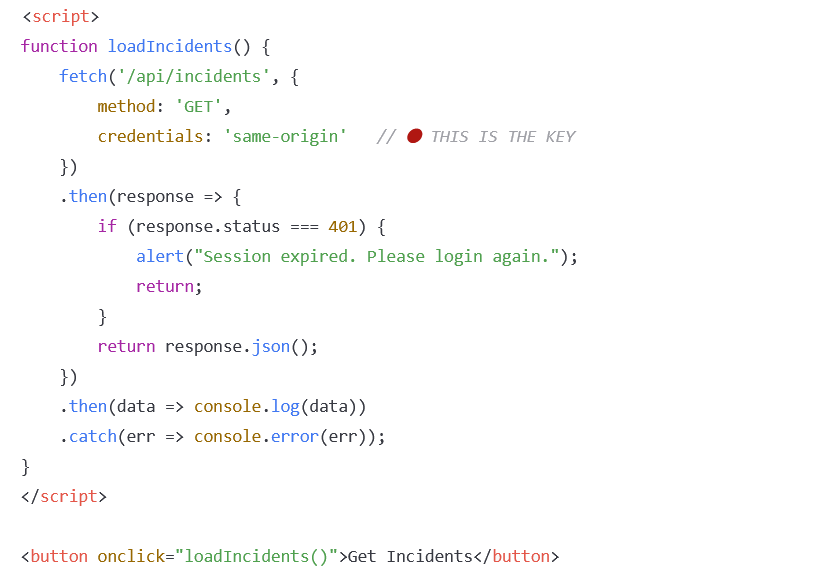 <script>
function loadIncidents() {
    fetch('/api/incidents', {
        method: 'GET',
        credentials: 'same-origin'   // 🔴 THIS IS THE KEY
    })
    .then(response => {
        if (response.status === 401) {
            alert("Session expired. Please login again.");
            return;
        }
        return response.json();
    })
    .then(data => console.log(data))
    .catch(err => console.error(err));
}
</script>

<button onclick="loadIncidents()">Get Incidents</button>